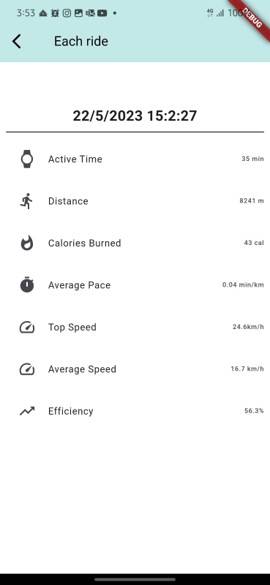 3:53
DEBUG
Each ride
22/5/2023 15:2:27
Active Time 35 min
Distance 8241 m
Calories Burned 43 cal
Average Pace 0.04 min/km
Top Speed 24.6km/h
Average Speed 16.7 km/h
Efficiency 56.3%